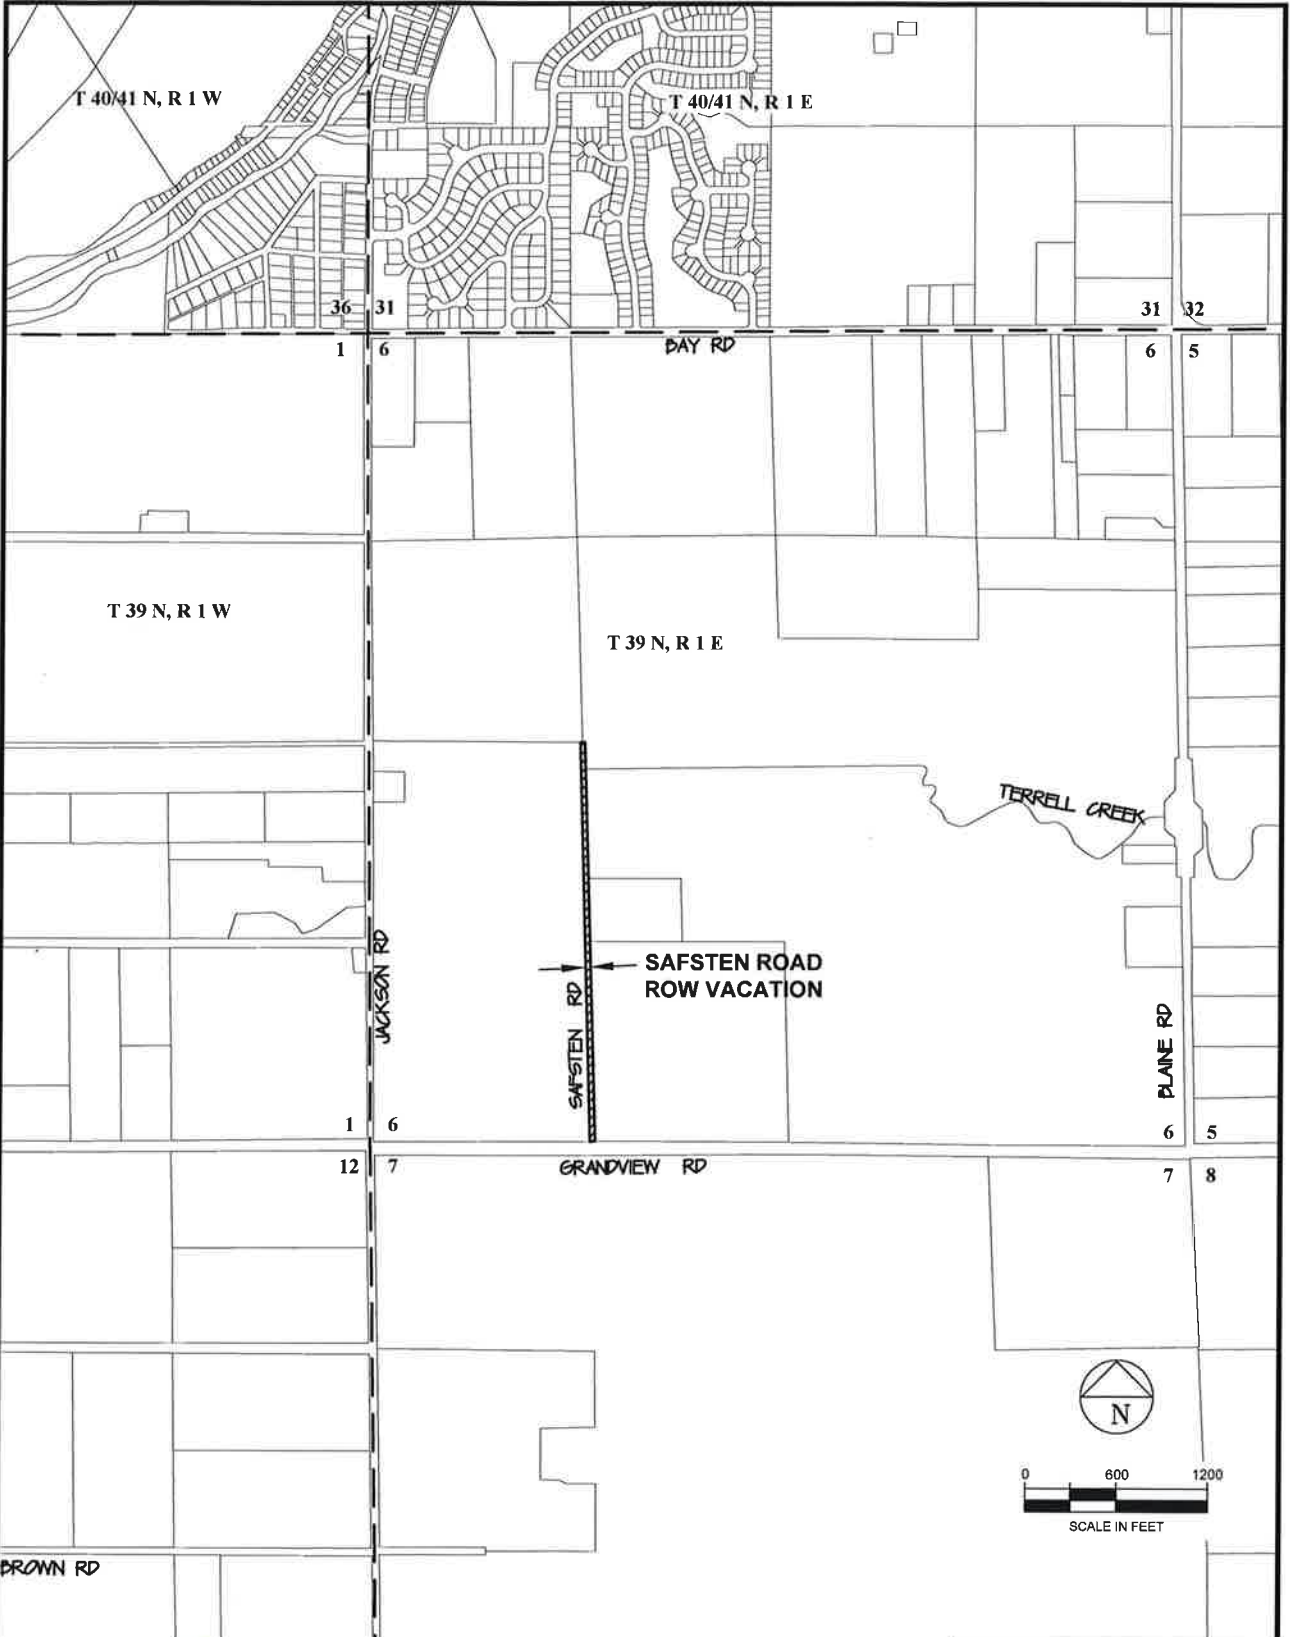 T 40/41 N, R 1 W
T 40/41 N, R 1 E
36 31
31 32
1 6
BAY RD
6 5
T 39 N, R 1 W
T 39 N, R 1 E
TERRELL CREEK
JACKSON RD
SAFSTEN RD
SAFSTEN ROAD
ROW VACATION
BLAINE RD
1 6
6 5
12 7
GRANDVIEW RD
7 8
N
0 600 1200
SCALE IN FEET
BROWN RD